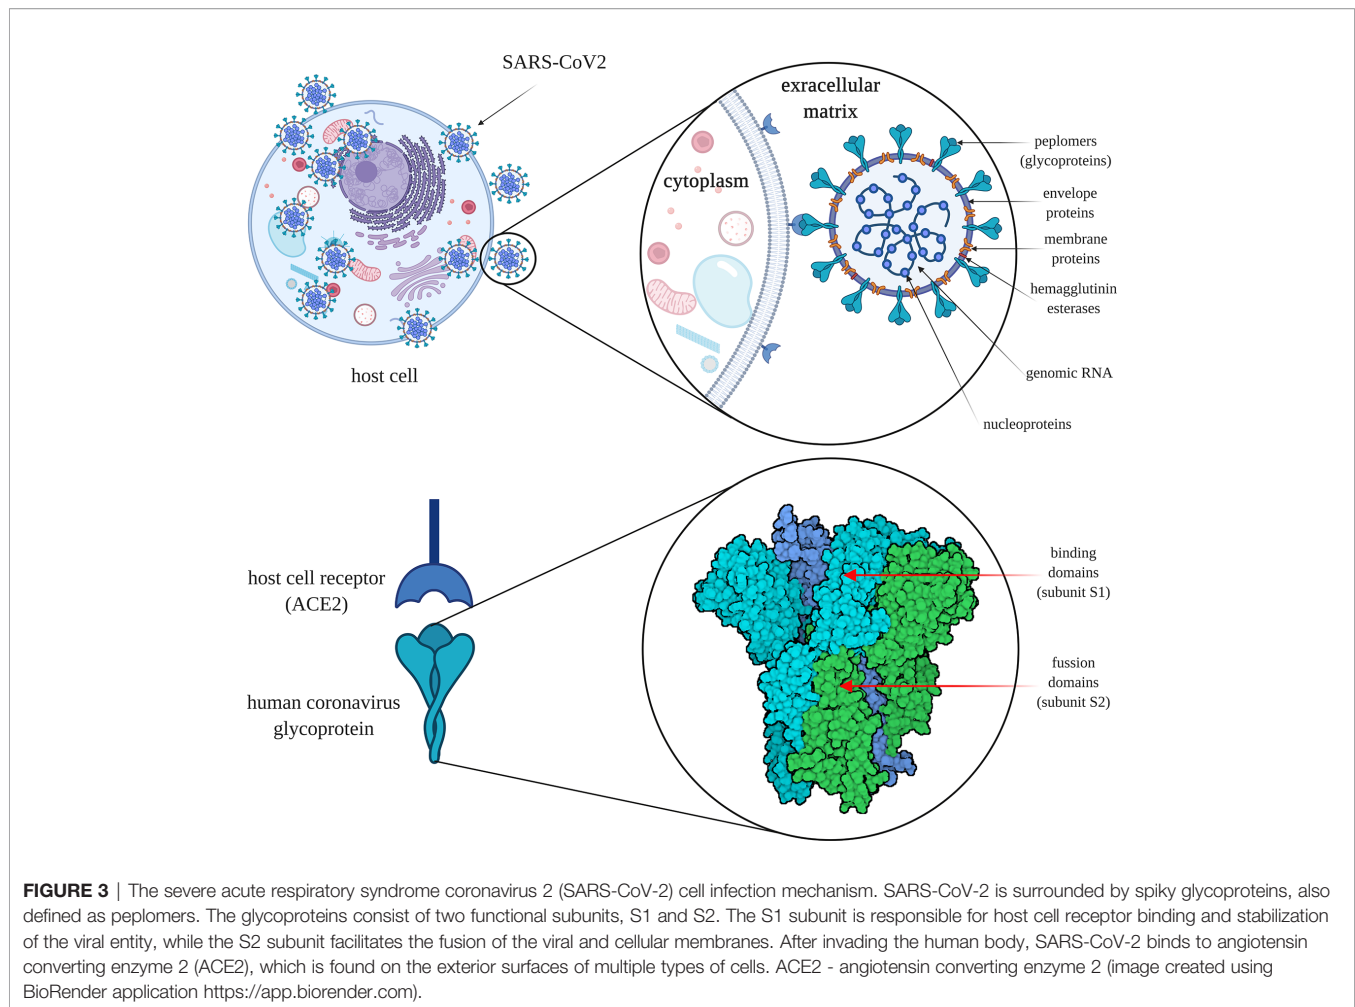 SARS-CoV2
exracellular
matrix
cytoplasm
peplomers
(glycoproteins)
envelope
proteins
membrane
proteins
hemagglutinin
esterases
genomic RNA
nucleoproteins
host cell
host cell receptor
(ACE2)
human coronavirus
glycoprotein
binding
domains
(subunit S1)
fussion
domains
(subunit S2)
FIGURE 3 | The severe acute respiratory syndrome coronavirus 2 (SARS-CoV-2) cell infection mechanism. SARS-CoV-2 is surrounded by spiky glycoproteins, also
defined as peplomers. The glycoproteins consist of two functional subunits, S1 and S2. The S1 subunit is responsible for host cell receptor binding and stabilization
of the viral entity, while the S2 subunit facilitates the fusion of the viral and cellular membranes. After invading the human body, SARS-CoV-2 binds to angiotensin
converting enzyme 2 (ACE2), which is found on the exterior surfaces of multiple types of cells. ACE2 - angiotensin converting enzyme 2 (image created using
BioRender application https://app.biorender.com).